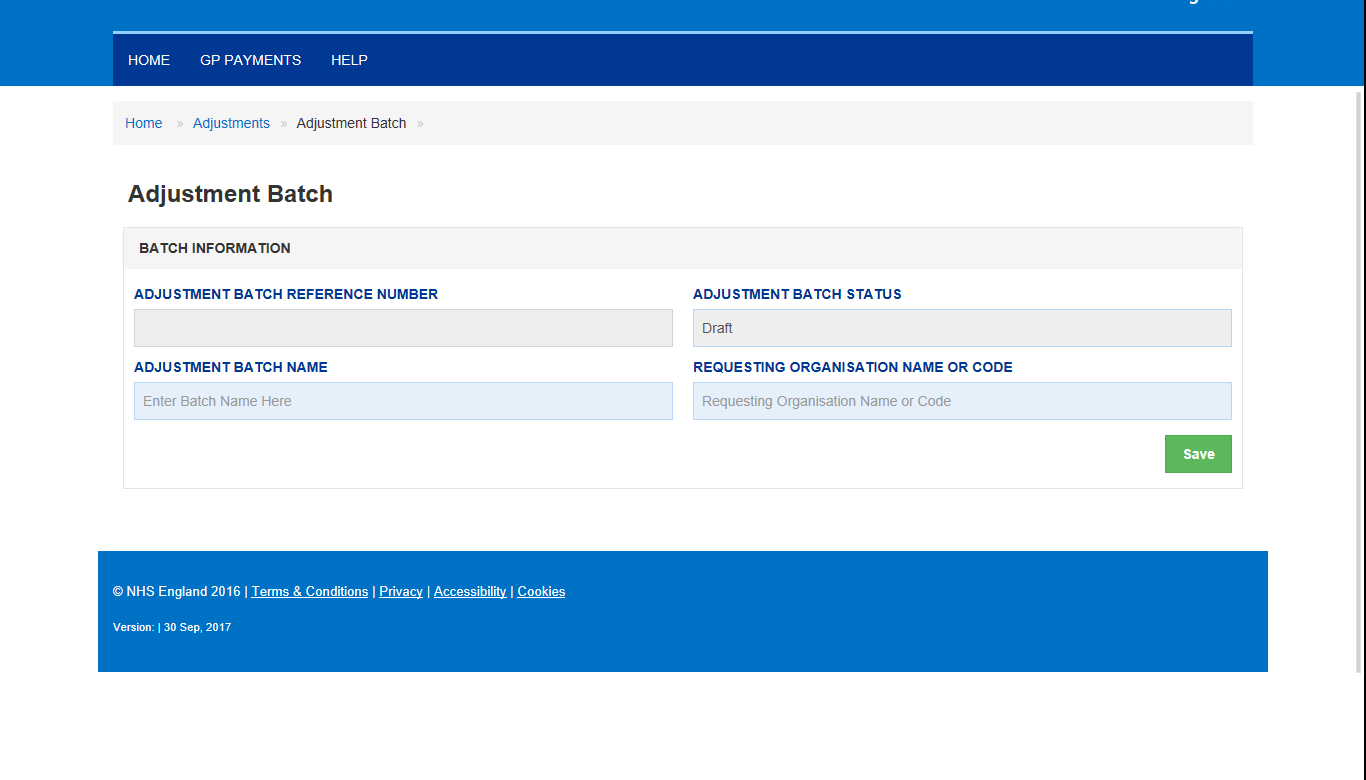 HOME GP PAYMENTS HELP
Home » Adjustments » Adjustment Batch »
Adjustment Batch
BATCH INFORMATION
ADJUSTMENT BATCH REFERENCE NUMBER ADJUSTMENT BATCH STATUS
Draft
ADJUSTMENT BATCH NAME REQUESTING ORGANISATION NAME OR CODE
Enter Batch Name Here Requesting Organisation Name or Code
Save
© NHS England 2016 | Terms & Conditions | Privacy | Accessibility | Cookies
Version: | 30 Sep, 2017